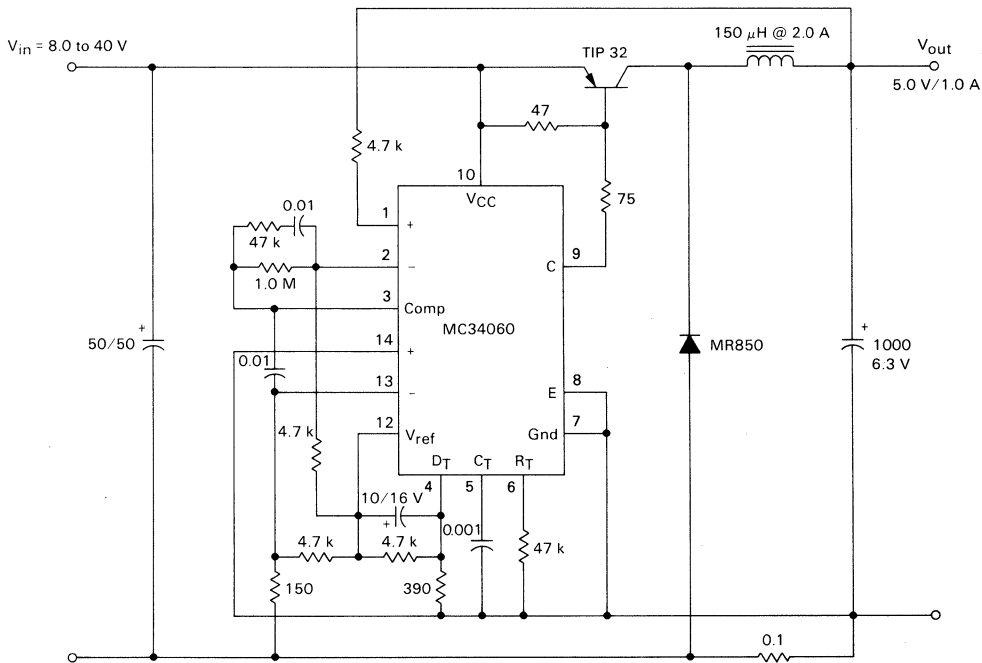 150 μH @ 2.0 A
Vin = 8.0 to 40 V
TIP 32
Vout
5.0 V/1.0 A
47
4.7 k
10
VCC
75
0.01
1
+
47 k
2
−
9
C
1.0 M
3
Comp
MC34060
+
50/50
14
+
MR850
+
1000
6.3 V
0.01
13
−
8
E
12
Vref
7
Gnd
4.7 k
DT
CT
RT
4
5
6
10/16 V
+
0.001
4.7 k
4.7 k
47 k
150
390
0.1